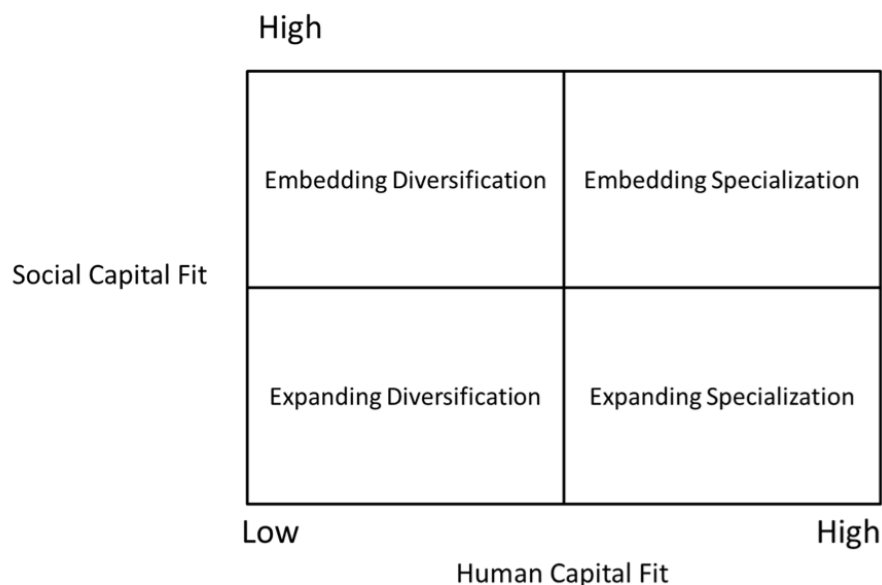 High
Embedding Diversification
Embedding Specialization
Social Capital Fit
Expanding Diversification
Expanding Specialization
Low
High
Human Capital Fit